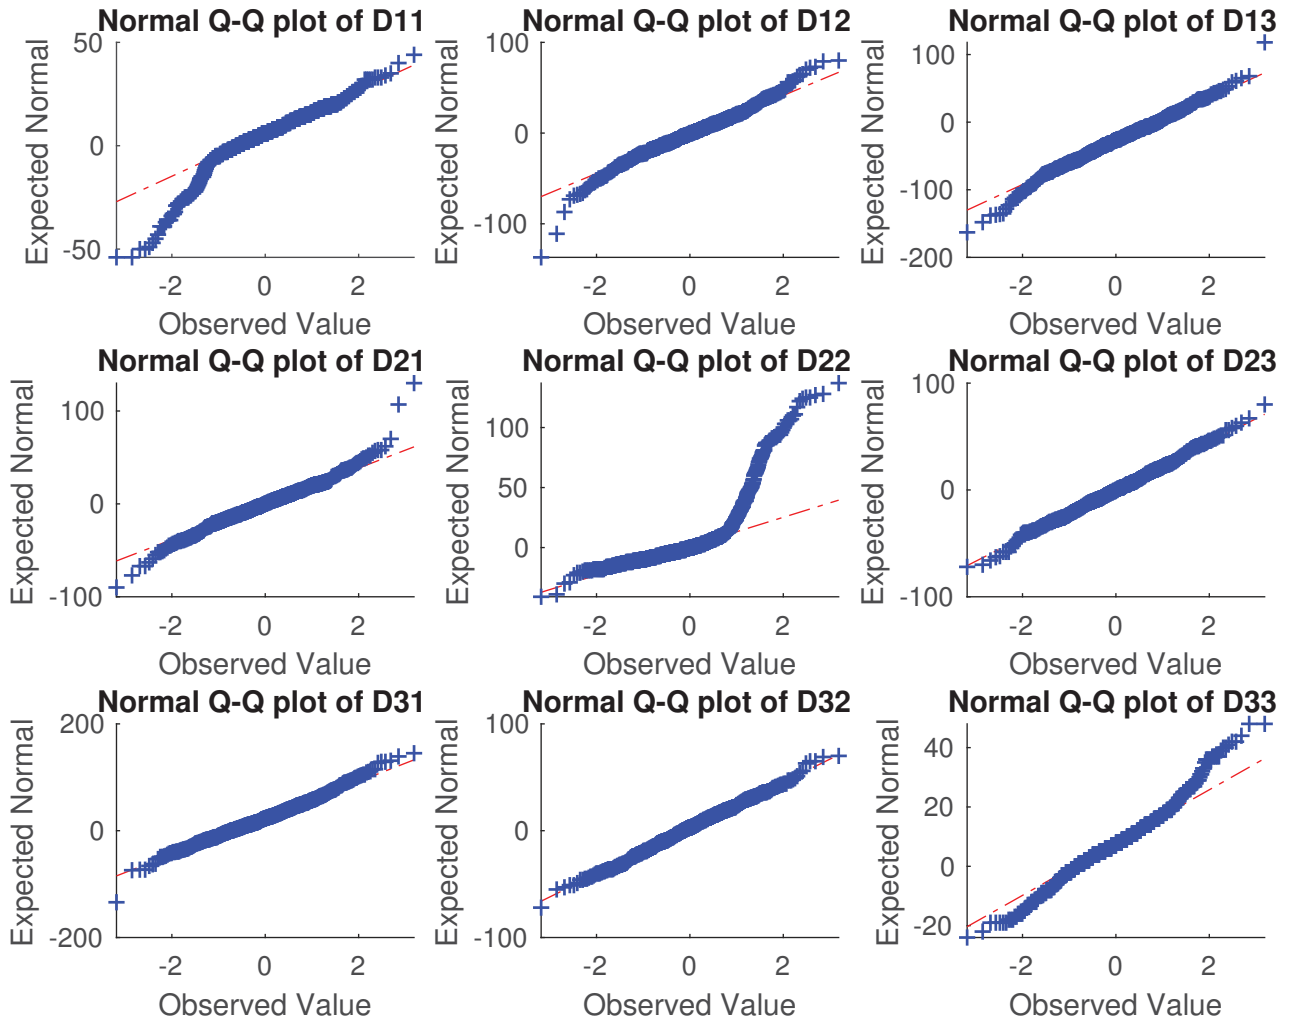 Normal Q-Q plot of D11
Expected Normal
50
0
-50
-2 0 2
Observed Value
Normal Q-Q plot of D12
Expected Normal
100
0
-100
-2 0 2
Observed Value
Normal Q-Q plot of D13
Expected Normal
100
0
-100
-200
-2 0 2
Observed Value
Normal Q-Q plot of D21
Expected Normal
100
0
-100
-2 0 2
Observed Value
Normal Q-Q plot of D22
Expected Normal
100
50
0
-2 0 2
Observed Value
Normal Q-Q plot of D23
Expected Normal
100
0
-100
-2 0 2
Observed Value
Normal Q-Q plot of D31
Expected Normal
200
0
-200
-2 0 2
Observed Value
Normal Q-Q plot of D32
Expected Normal
100
0
-100
-2 0 2
Observed Value
Normal Q-Q plot of D33
Expected Normal
40
20
0
-20
-2 0 2
Observed Value